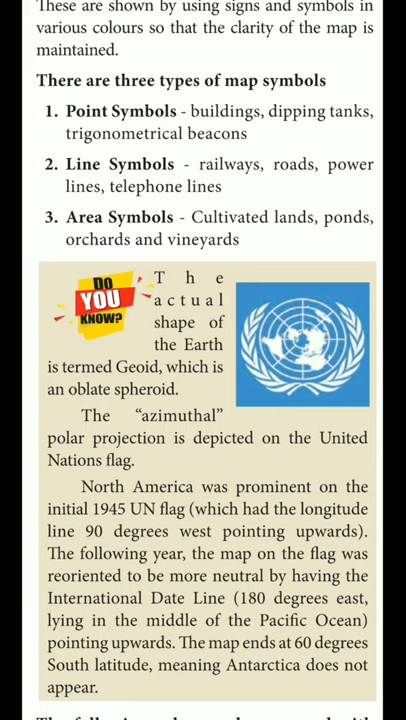 These are shown by using signs and symbols in
various colours so that the clarity of the map is
maintained.
There are three types of map symbols
1. Point Symbols - buildings, dipping tanks,
trigonometrical beacons
2. Line Symbols - railways, roads, power
lines, telephone lines
3. Area Symbols - Cultivated lands, ponds,
orchards and vineyards
DO
YOU
KNOW?
The
actual
shape of
the Earth
is termed Geoid, which is
an oblate spheroid.
The “azimuthal”
polar projection is depicted on the United
Nations flag.
North America was prominent on the
initial 1945 UN flag (which had the longitude
line 90 degrees west pointing upwards).
The following year, the map on the flag was
reoriented to be more neutral by having the
International Date Line (180 degrees east,
lying in the middle of the Pacific Ocean)
pointing upwards. The map ends at 60 degrees
South latitude, meaning Antarctica does not
appear.